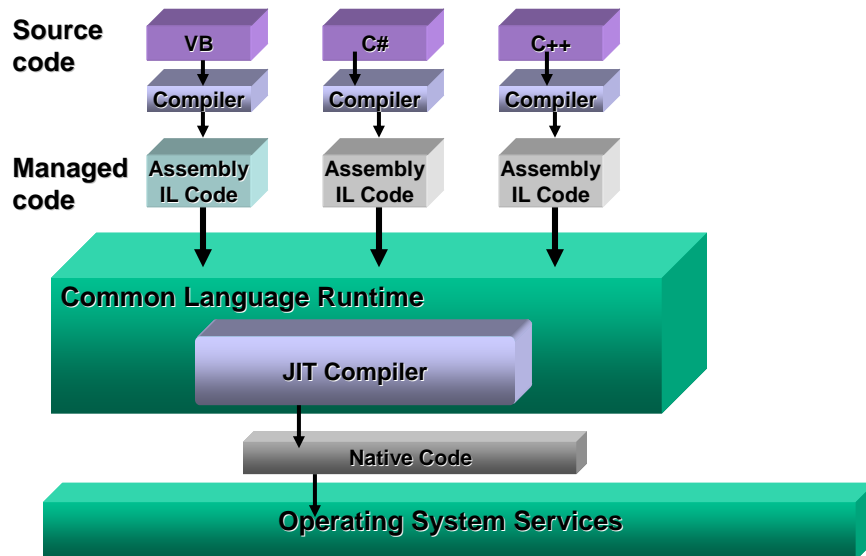 Source
code
VB
C#
C++
Compiler
Compiler
Compiler
Managed
code
Assembly
IL Code
Assembly
IL Code
Assembly
IL Code
Common Language Runtime
JIT Compiler
Native Code
Operating System Services